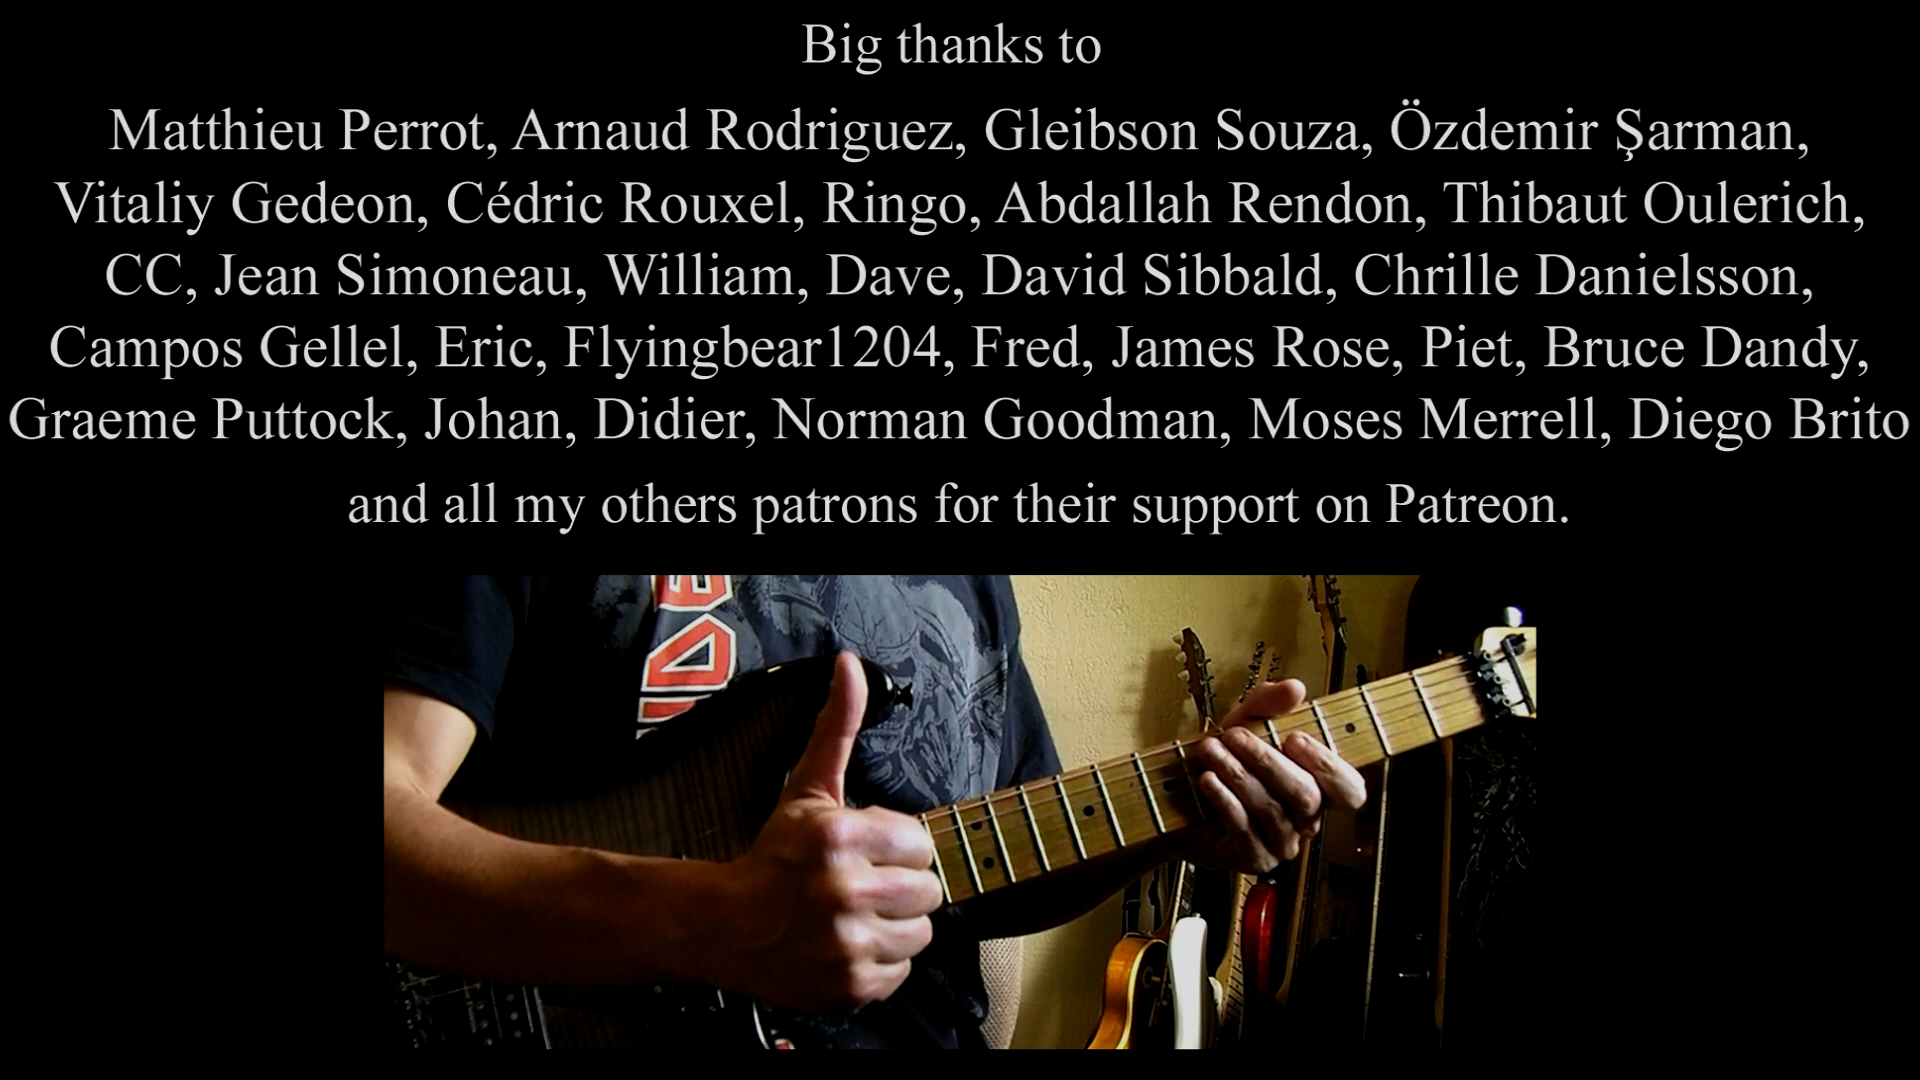 Big thanks to
Matthieu Perrot, Arnaud Rodriguez, Gleibson Souza, Özdemir Şarman,
Vitaliy Gedeon, Cédric Rouxel, Ringo, Abdallah Rendon, Thibaut Oulerich,
CC, Jean Simoneau, William, Dave, David Sibbald, Chrille Danielsson,
Campos Gellel, Eric, Flyingbear1204, Fred, James Rose, Piet, Bruce Dandy,
Graeme Puttock, Johan, Didier, Norman Goodman, Moses Merrell, Diego Brito
and all my others patrons for their support on Patreon.